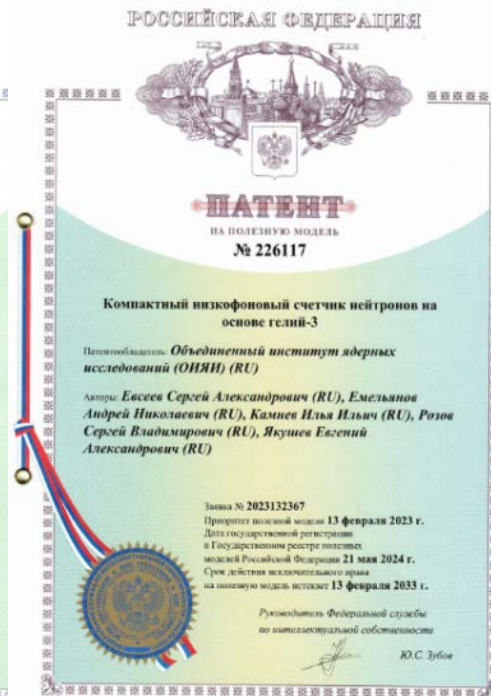 РОССИЙСКАЯ ФЕДЕРАЦИЯ
ПАТЕНТ
НА ПОЛЕЗНУЮ МОДЕЛЬ
№ 226117
Компактный низкофоновый счетчик нейтронов на
основе гелий-3
Патентообладатель: Объединенный институт ядерных
исследований (ОИЯИ) (RU)
Авторы: Евсеев Сергей Александрович (RU), Емельянов
Андрей Николаевич (RU), Камнев Илья Ильич (RU), Розов
Сергей Владимирович (RU), Якушев Евгений
Александрович (RU)
Заявка № 2023132367
Приоритет полезной модели 13 февраля 2023 г.
Дата государственной регистрации
в Государственном реестре полезных
моделей Российской Федерации 21 мая 2024 г.
Срок действия исключительного права
на полезную модель истекает 13 февраля 2033 г.
Руководитель Федеральной службы
по интеллектуальной собственности
Ю.С. Зубов